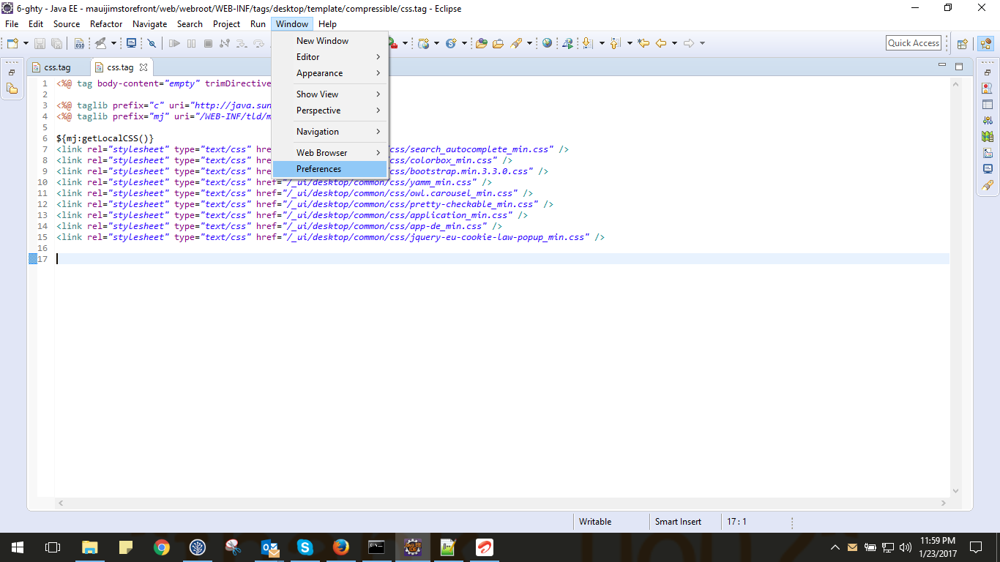 6-ghty - Java EE - mauijimstorefront/web/webroot/WEB-INF/tags/desktop/template/compressible/css.tag - Eclipse
File Edit Source Refactor Navigate Search Project Run Window Help
Quick Access
New Window
Editor
Appearance
Show View
Perspective
Navigation
Web Browser
Preferences
css.tag
css.tag
1 <%@ tag body-content="empty" trimDirective
2
3 <%@ taglib prefix="c" uri="http://java.sun
4 <%@ taglib prefix="mj" uri="/WEB-INF/tld/m
5
6 ${mj:getLocalCSS()}
7 <link rel="stylesheet" type="text/css" hre css/search_autocomplete_min.css" />
8 <link rel="stylesheet" type="text/css" hre css/colorbox_min.css" />
9 <link rel="stylesheet" type="text/css" hre css/bootstrap.min.3.3.0.css" />
10 <link rel="stylesheet" type="text/css" href="/_ui/desktop/common/css/yamm_min.css" />
11 <link rel="stylesheet" type="text/css" href="/_ui/desktop/common/css/owl.carousel_min.css" />
12 <link rel="stylesheet" type="text/css" href="/_ui/desktop/common/css/pretty-checkable_min.css" />
13 <link rel="stylesheet" type="text/css" href="/_ui/desktop/common/css/application_min.css" />
14 <link rel="stylesheet" type="text/css" href="/_ui/desktop/common/css/app-de_min.css" />
15 <link rel="stylesheet" type="text/css" href="/_ui/desktop/common/css/jquery-eu-cookie-law-popup_min.css" />
16
17
Writable Smart Insert 17 : 1
11:59 PM
1/23/2017